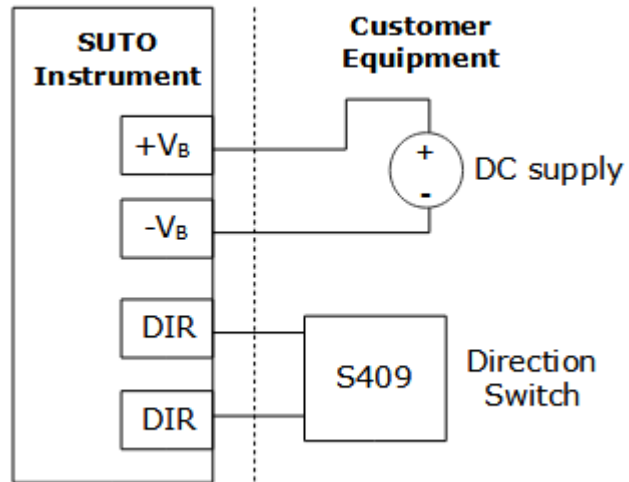 SUTO
Instrument
Customer
Equipment
+VB
+
-
DC supply
-VB
DIR
S409
Direction
Switch
DIR